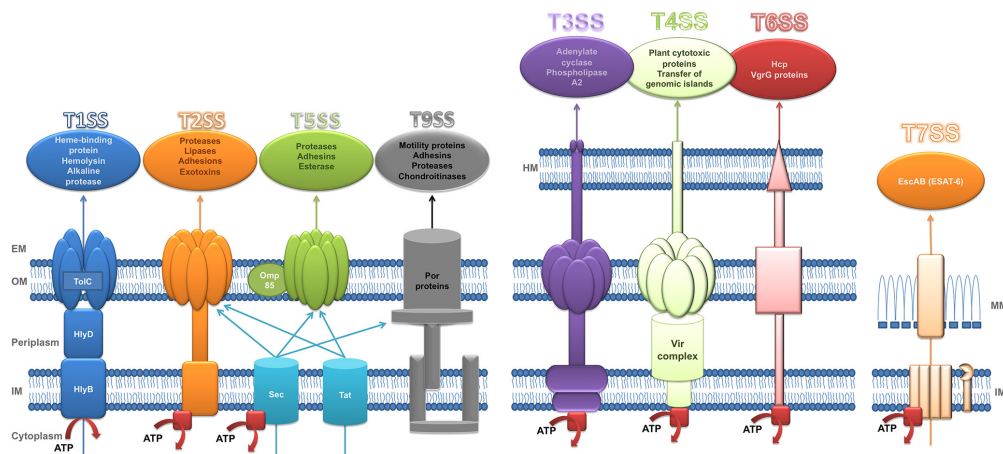 T3SS
T4SS
T6SS
Adenylate
cyclase
Phospholipase
A2
Plant cytotoxic
proteins
Transfer of
genomic islands
Hcp
VgrG proteins
T1SS
T2SS
T5SS
T9SS
T7SS
Heme-binding
protein
Hemolysin
Alkaline
protease
Proteases
Lipases
Adhesions
Exotoxins
Proteases
Adhesins
Esterase
Motility proteins
Adhesins
Proteases
Chondroitinases
HM
EscAB (ESAT-6)
EM
OM
Periplasm
IM
Cytoplasm
TolC
HlyD
HlyB
ATP
ATP
Omp
85
Sec
ATP
Tat
Por
proteins
ATP
Vir
complex
ATP
ATP
MM
IM
ATP